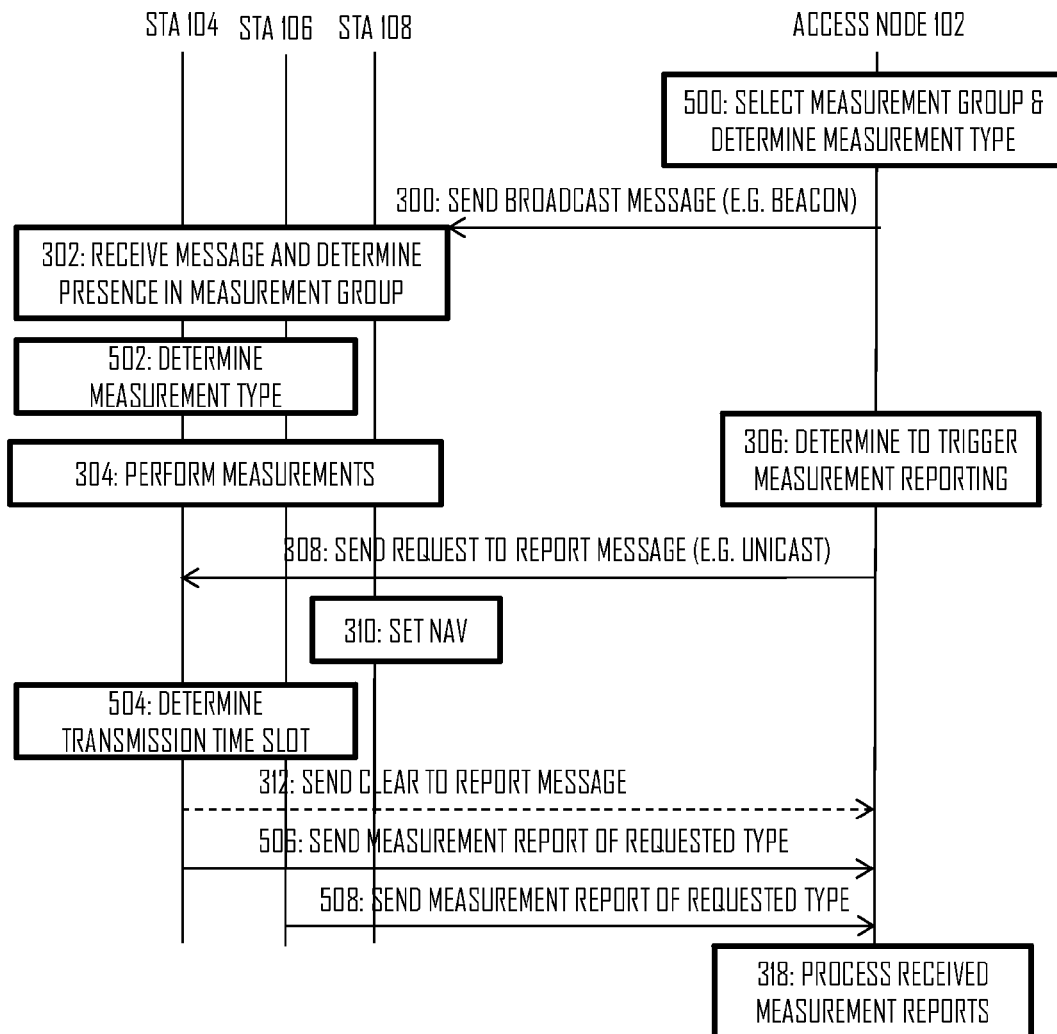 STA 104
STA 106
STA 108
ACCESS NODE 102
500: SELECT MEASUREMENT GROUP &
DETERMINE MEASUREMENT TYPE
300: SEND BROADCAST MESSAGE (E.G. BEACON)
302: RECEIVE MESSAGE AND DETERMINE
PRESENCE IN MEASUREMENT GROUP
502: DETERMINE
MEASUREMENT TYPE
304: PERFORM MEASUREMENTS
306: DETERMINE TO TRIGGER
MEASUREMENT REPORTING
308: SEND REQUEST TO REPORT MESSAGE (E.G. UNICAST)
310: SET NAV
504: DETERMINE
TRANSMISSION TIME SLOT
312: SEND CLEAR TO REPORT MESSAGE
506: SEND MEASUREMENT REPORT OF REQUESTED TYPE
508: SEND MEASUREMENT REPORT OF REQUESTED TYPE
318: PROCESS RECEIVED
MEASUREMENT REPORTS